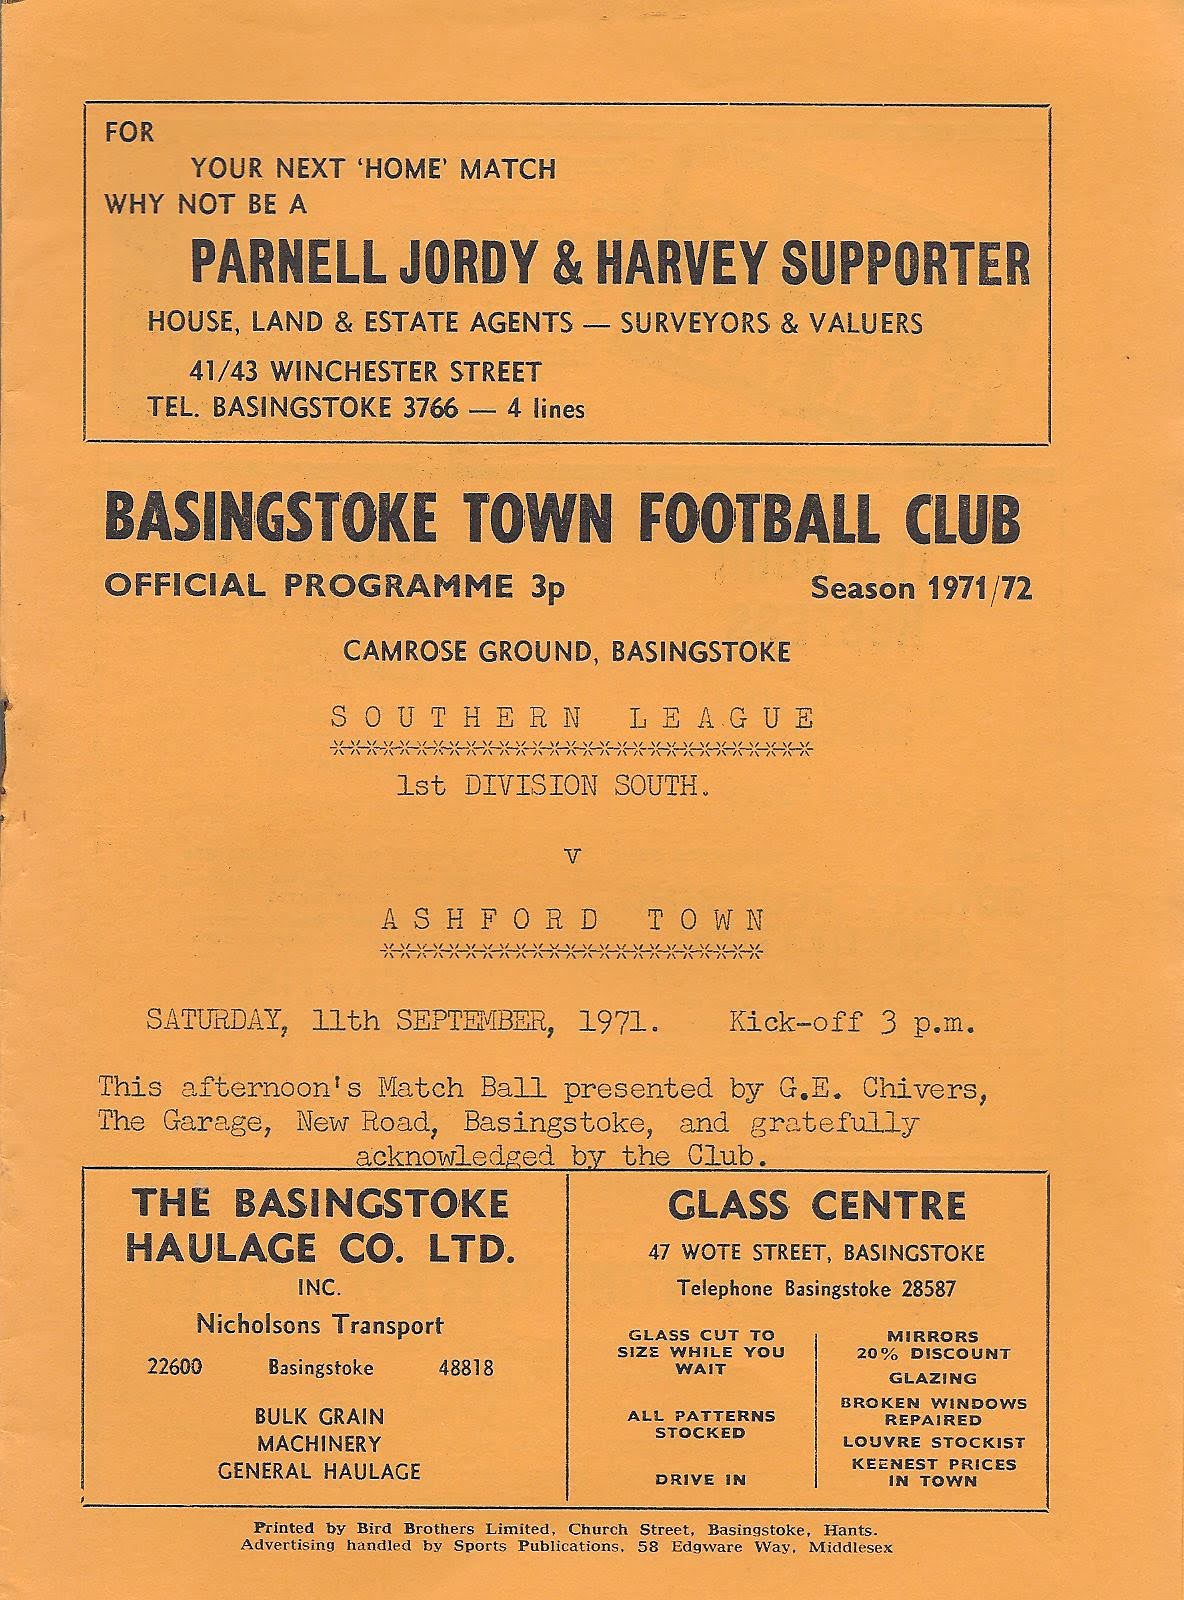 FOR
YOUR NEXT ‘HOME’ MATCH
WHY NOT BE A
PARNELL JORDY & HARVEY SUPPORTER
HOUSE, LAND & ESTATE AGENTS — SURVEYORS & VALUERS
41/43 WINCHESTER STREET
TEL. BASINGSTOKE 3766 — 4 lines
BASINGSTOKE TOWN FOOTBALL CLUB
OFFICIAL PROGRAMME 3p Season 1971/72
CAMROSE GROUND, BASINGSTOKE
SOUTHERN LEAGUE
1st DIVISION SOUTH.
v
ASHFORD TOWN
SATURDAY, 11th SEPTEMBER, 1971. Kick-off 3 p.m.
This afternoon's Match Ball presented by G.E. Chivers,
The Garage, New Road, Basingstoke, and gratefully
acknowledged by the Club.
THE BASINGSTOKE
HAULAGE CO. LTD.
INC.
Nicholsons Transport
22600 Basingstoke 48818
BULK GRAIN
MACHINERY
GENERAL HAULAGE
GLASS CENTRE
47 WOTE STREET, BASINGSTOKE
Telephone Basingstoke 28587
GLASS CUT TO
SIZE WHILE YOU
WAIT
ALL PATTERNS
STOCKED
DRIVE IN
MIRRORS
20% DISCOUNT
GLAZING
BROKEN WINDOWS
REPAIRED
LOUVRE STOCKIST
KEENEST PRICES
IN TOWN
Printed by Bird Brothers Limited, Church Street, Basingstoke, Hants.
Advertising handled by Sports Publications, 58 Edgware Way, Middlesex